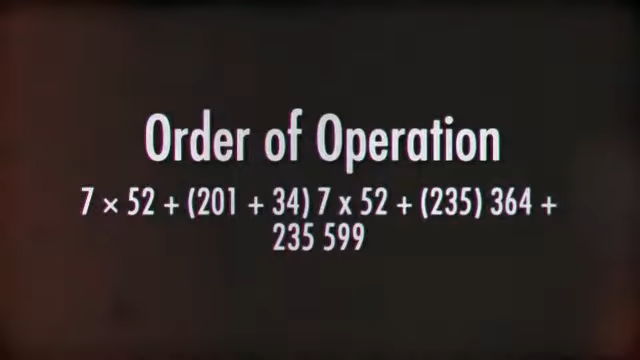 Order of Operation
7 × 52 + (201 + 34) 7 x 52 + (235) 364 +
235 599